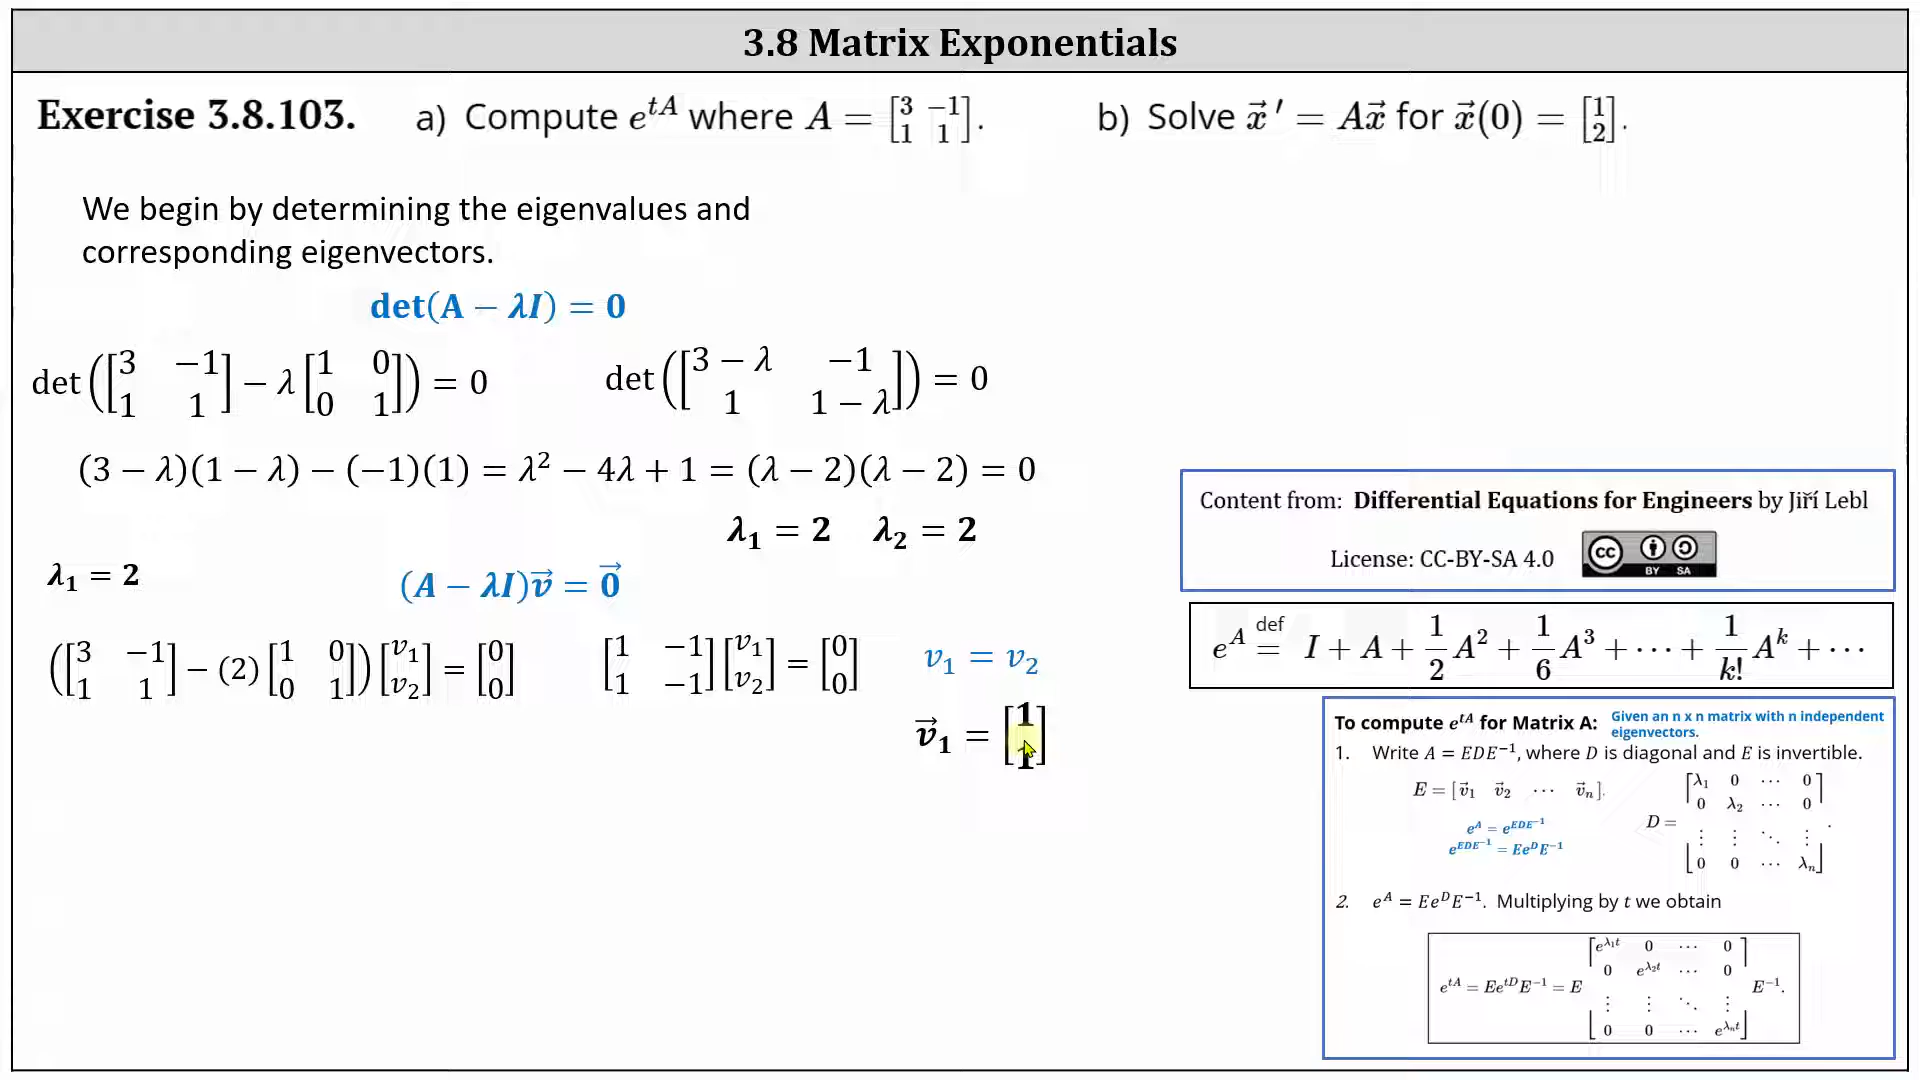 3.8 Matrix Exponentials
Exercise 3.8.103. a) Compute e^{tA} where A = [3 −1; 1 1]. b) Solve x⃗ ′ = Ax⃗ for x⃗(0) = [1; 2].
We begin by determining the eigenvalues and
corresponding eigenvectors.
det(A − λI) = 0
det([3 −1; 1 1] − λ[1 0; 0 1]) = 0 det([3 − λ −1; 1 1 − λ]) = 0
(3 − λ)(1 − λ) − (−1)(1) = λ² − 4λ + 1 = (λ − 2)(λ − 2) = 0
λ₁ = 2 λ₂ = 2
λ₁ = 2 (A − λI)v⃗ = 0⃗
([3 −1; 1 1] − (2)[1 0; 0 1])[v₁; v₂] = [0; 0] [1 −1; 1 −1][v₁; v₂] = [0; 0] v₁ = v₂
v⃗₁ = [1; 1]
Content from: Differential Equations for Engineers by Jiří Lebl
License: CC-BY-SA 4.0 cc BY SA
e^A =^{def} I + A + 1/2 A² + 1/6 A³ + ⋯ + 1/k! A^k + ⋯
To compute e^{tA} for Matrix A: Given an n x n matrix with n independent
eigenvectors.
1. Write A = EDE⁻¹, where D is diagonal and E is invertible.
E = [v⃗₁ v⃗₂ ⋯ v⃗ₙ].
D = [λ₁ 0 ⋯ 0; 0 λ₂ ⋯ 0; ⋮ ⋮ ⋱ ⋮; 0 0 ⋯ λₙ].
e^A = e^{EDE⁻¹}
e^{EDE⁻¹} = Ee^DE⁻¹
2. e^A = Ee^DE⁻¹. Multiplying by t we obtain
e^{tA} = Ee^{tD}E⁻¹ = E [e^{λ₁t} 0 ⋯ 0; 0 e^{λ₂t} ⋯ 0; ⋮ ⋮ ⋱ ⋮; 0 0 ⋯ e^{λₙt}] E⁻¹.